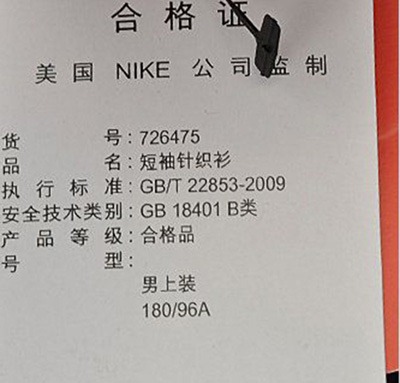 合格证
美国 NIKE 公司监制
货号:726475
品名:短袖针织衫
执行标准:GB/T 22853-2009
安全技术类别:GB 18401 B类
产品等级:合格品
号型:
男上装
180/96A